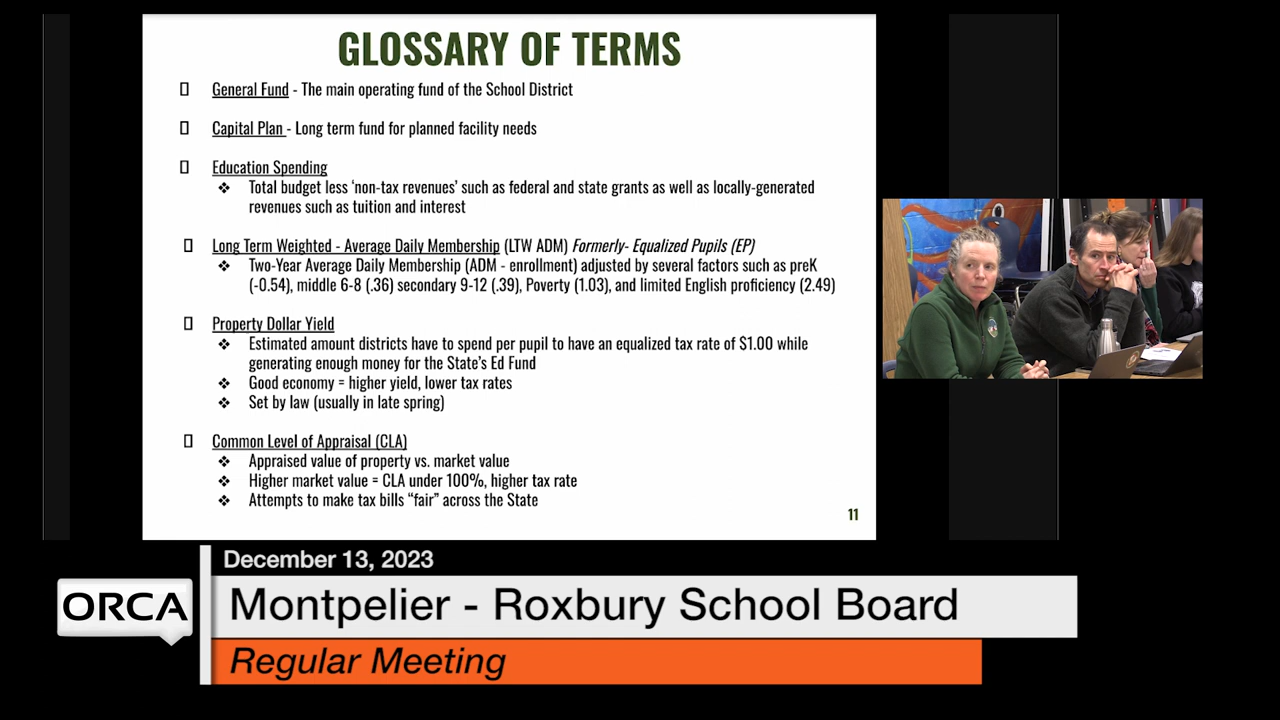 GLOSSARY OF TERMS
General Fund - The main operating fund of the School District
Capital Plan - Long term fund for planned facility needs
Education Spending
❖ Total budget less ‘non-tax revenues’ such as federal and state grants as well as locally-generated
revenues such as tuition and interest
Long Term Weighted - Average Daily Membership (LTW ADM) Formerly- Equalized Pupils (EP)
❖ Two-Year Average Daily Membership (ADM - enrollment) adjusted by several factors such as preK
(-0.54), middle 6-8 (.36) secondary 9-12 (.39), Poverty (1.03), and limited English proficiency (2.49)
Property Dollar Yield
❖ Estimated amount districts have to spend per pupil to have an equalized tax rate of $1.00 while
generating enough money for the State’s Ed Fund
❖ Good economy = higher yield, lower tax rates
❖ Set by law (usually in late spring)
Common Level of Appraisal (CLA)
❖ Appraised value of property vs. market value
❖ Higher market value = CLA under 100%, higher tax rate
❖ Attempts to make tax bills “fair” across the State
11
December 13, 2023
ORCA
Montpelier - Roxbury School Board
Regular Meeting